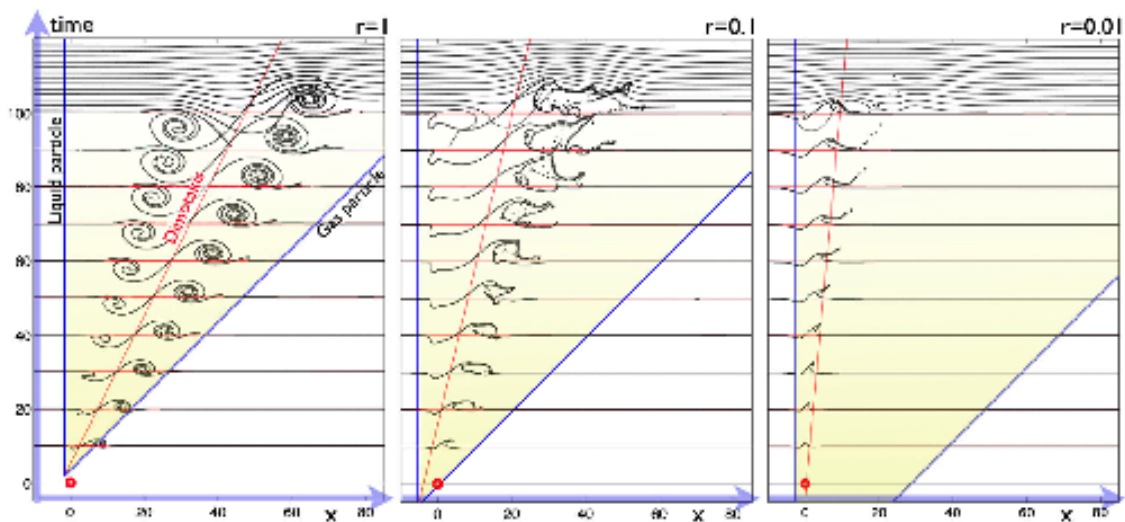 time
r=1
r=0.1
r=0.01
100
80
60
40
20
0
Liquid particle
Dimotakis
Gas particle
0 20 40 60 x 80
0 20 40 60 x 80
0 20 40 60 x 80